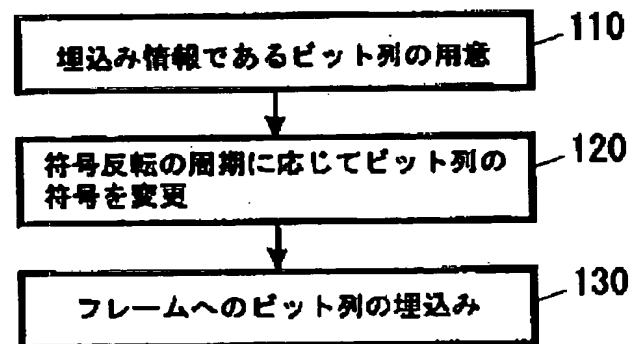 埋込み情報であるビット列の用意
110
符号反転の周期に応じてビット列の
符号を変更
120
フレームへのビット列の埋込み
130